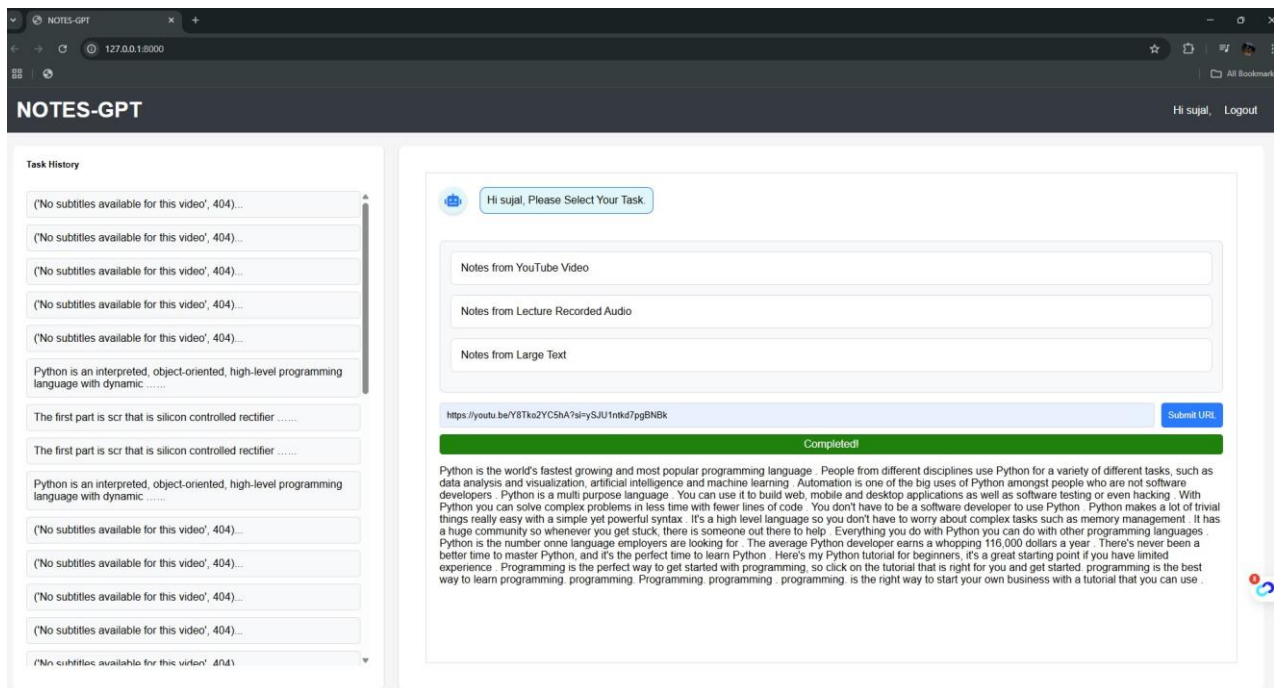 NOTES-GPT
127.0.0.1:8000
All Bookmark
NOTES-GPT
Hi sujal, Logout
Task History
('No subtitles available for this video', 404)...
('No subtitles available for this video', 404)...
('No subtitles available for this video', 404)...
('No subtitles available for this video', 404)...
('No subtitles available for this video', 404)...
Python is an interpreted, object-oriented, high-level programming
language with dynamic ......
The first part is scr that is silicon controlled rectifier ......
The first part is scr that is silicon controlled rectifier ......
Python is an interpreted, object-oriented, high-level programming
language with dynamic ......
('No subtitles available for this video', 404)...
('No subtitles available for this video', 404)...
('No subtitles available for this video', 404)...
('No subtitles available for this video', 404)...
('No subtitles available for this video', 404)
Hi sujal, Please Select Your Task.
Notes from YouTube Video
Notes from Lecture Recorded Audio
Notes from Large Text
https://youtu.be/Y8Tko2YC5hA?si=ySJU1ntkd7pgBNBk
Submit URL
Completed!
Python is the world's fastest growing and most popular programming language . People from different disciplines use Python for a variety of different tasks, such as
data analysis and visualization, artificial intelligence and machine learning . Automation is one of the big uses of Python amongst people who are not software
developers . Python is a multi purpose language . You can use it to build web, mobile and desktop applications as well as software testing or even hacking . With
Python you can solve complex problems in less time with fewer lines of code . You don't have to be a software developer to use Python . Python makes a lot of trivial
things really easy with a simple yet powerful syntax . It's a high level language so you don't have to worry about complex tasks such as memory management . It has
a huge community so whenever you get stuck, there is someone out there to help . Everything you do with Python you can do with other programming languages .
Python is the number onne language employers are looking for . The average Python developer earns a whopping 116,000 dollars a year . There's never been a
better time to master Python, and it's the perfect time to learn Python . Here's my Python tutorial for beginners, it's a great starting point if you have limited
experience . Programming is the perfect way to get started with programming, so click on the tutorial that is right for you and get started. programming is the best
way to learn programming. programming. Programming. programming . programming. is the right way to start your own business with a tutorial that you can use .